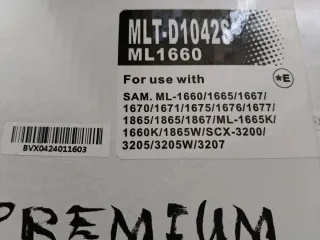 MLT-D1042S
ML1660
For use with
*E
SAM. ML-1660/1665/1667/
1670/1671/1675/1676/1677/
1865/1865/1867/ML-1665K/
1660K/1865W/SCX-3200/
3205/3205W/3207
BVX0424011603
PREMIUM